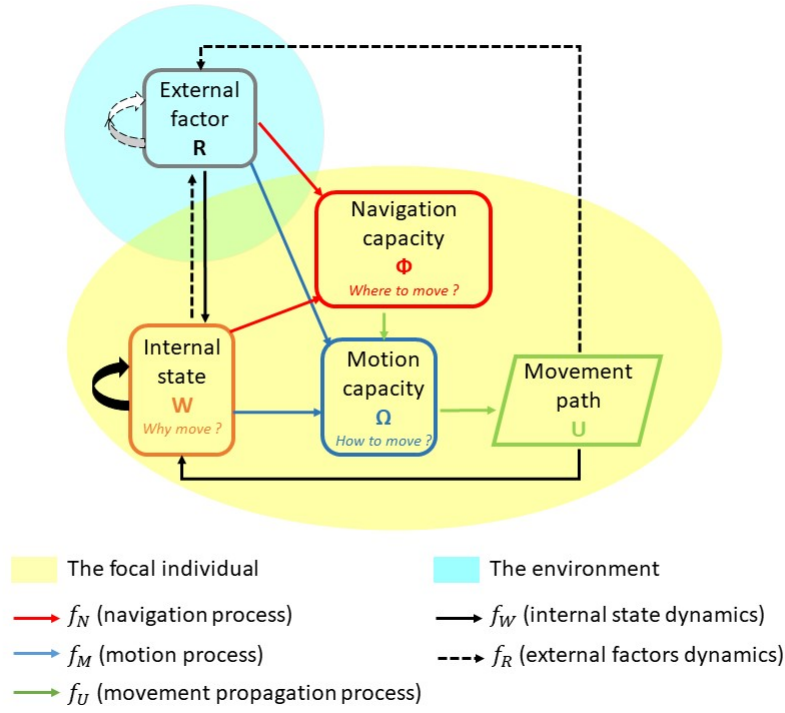 External
factor
R
Navigation
capacity
Φ
Where to move ?
Internal
state
W
Why move ?
Motion
capacity
Ω
How to move ?
Movement
path
U
The focal individual
The environment
f_N (navigation process)
f_W (internal state dynamics)
f_M (motion process)
f_R (external factors dynamics)
f_U (movement propagation process)